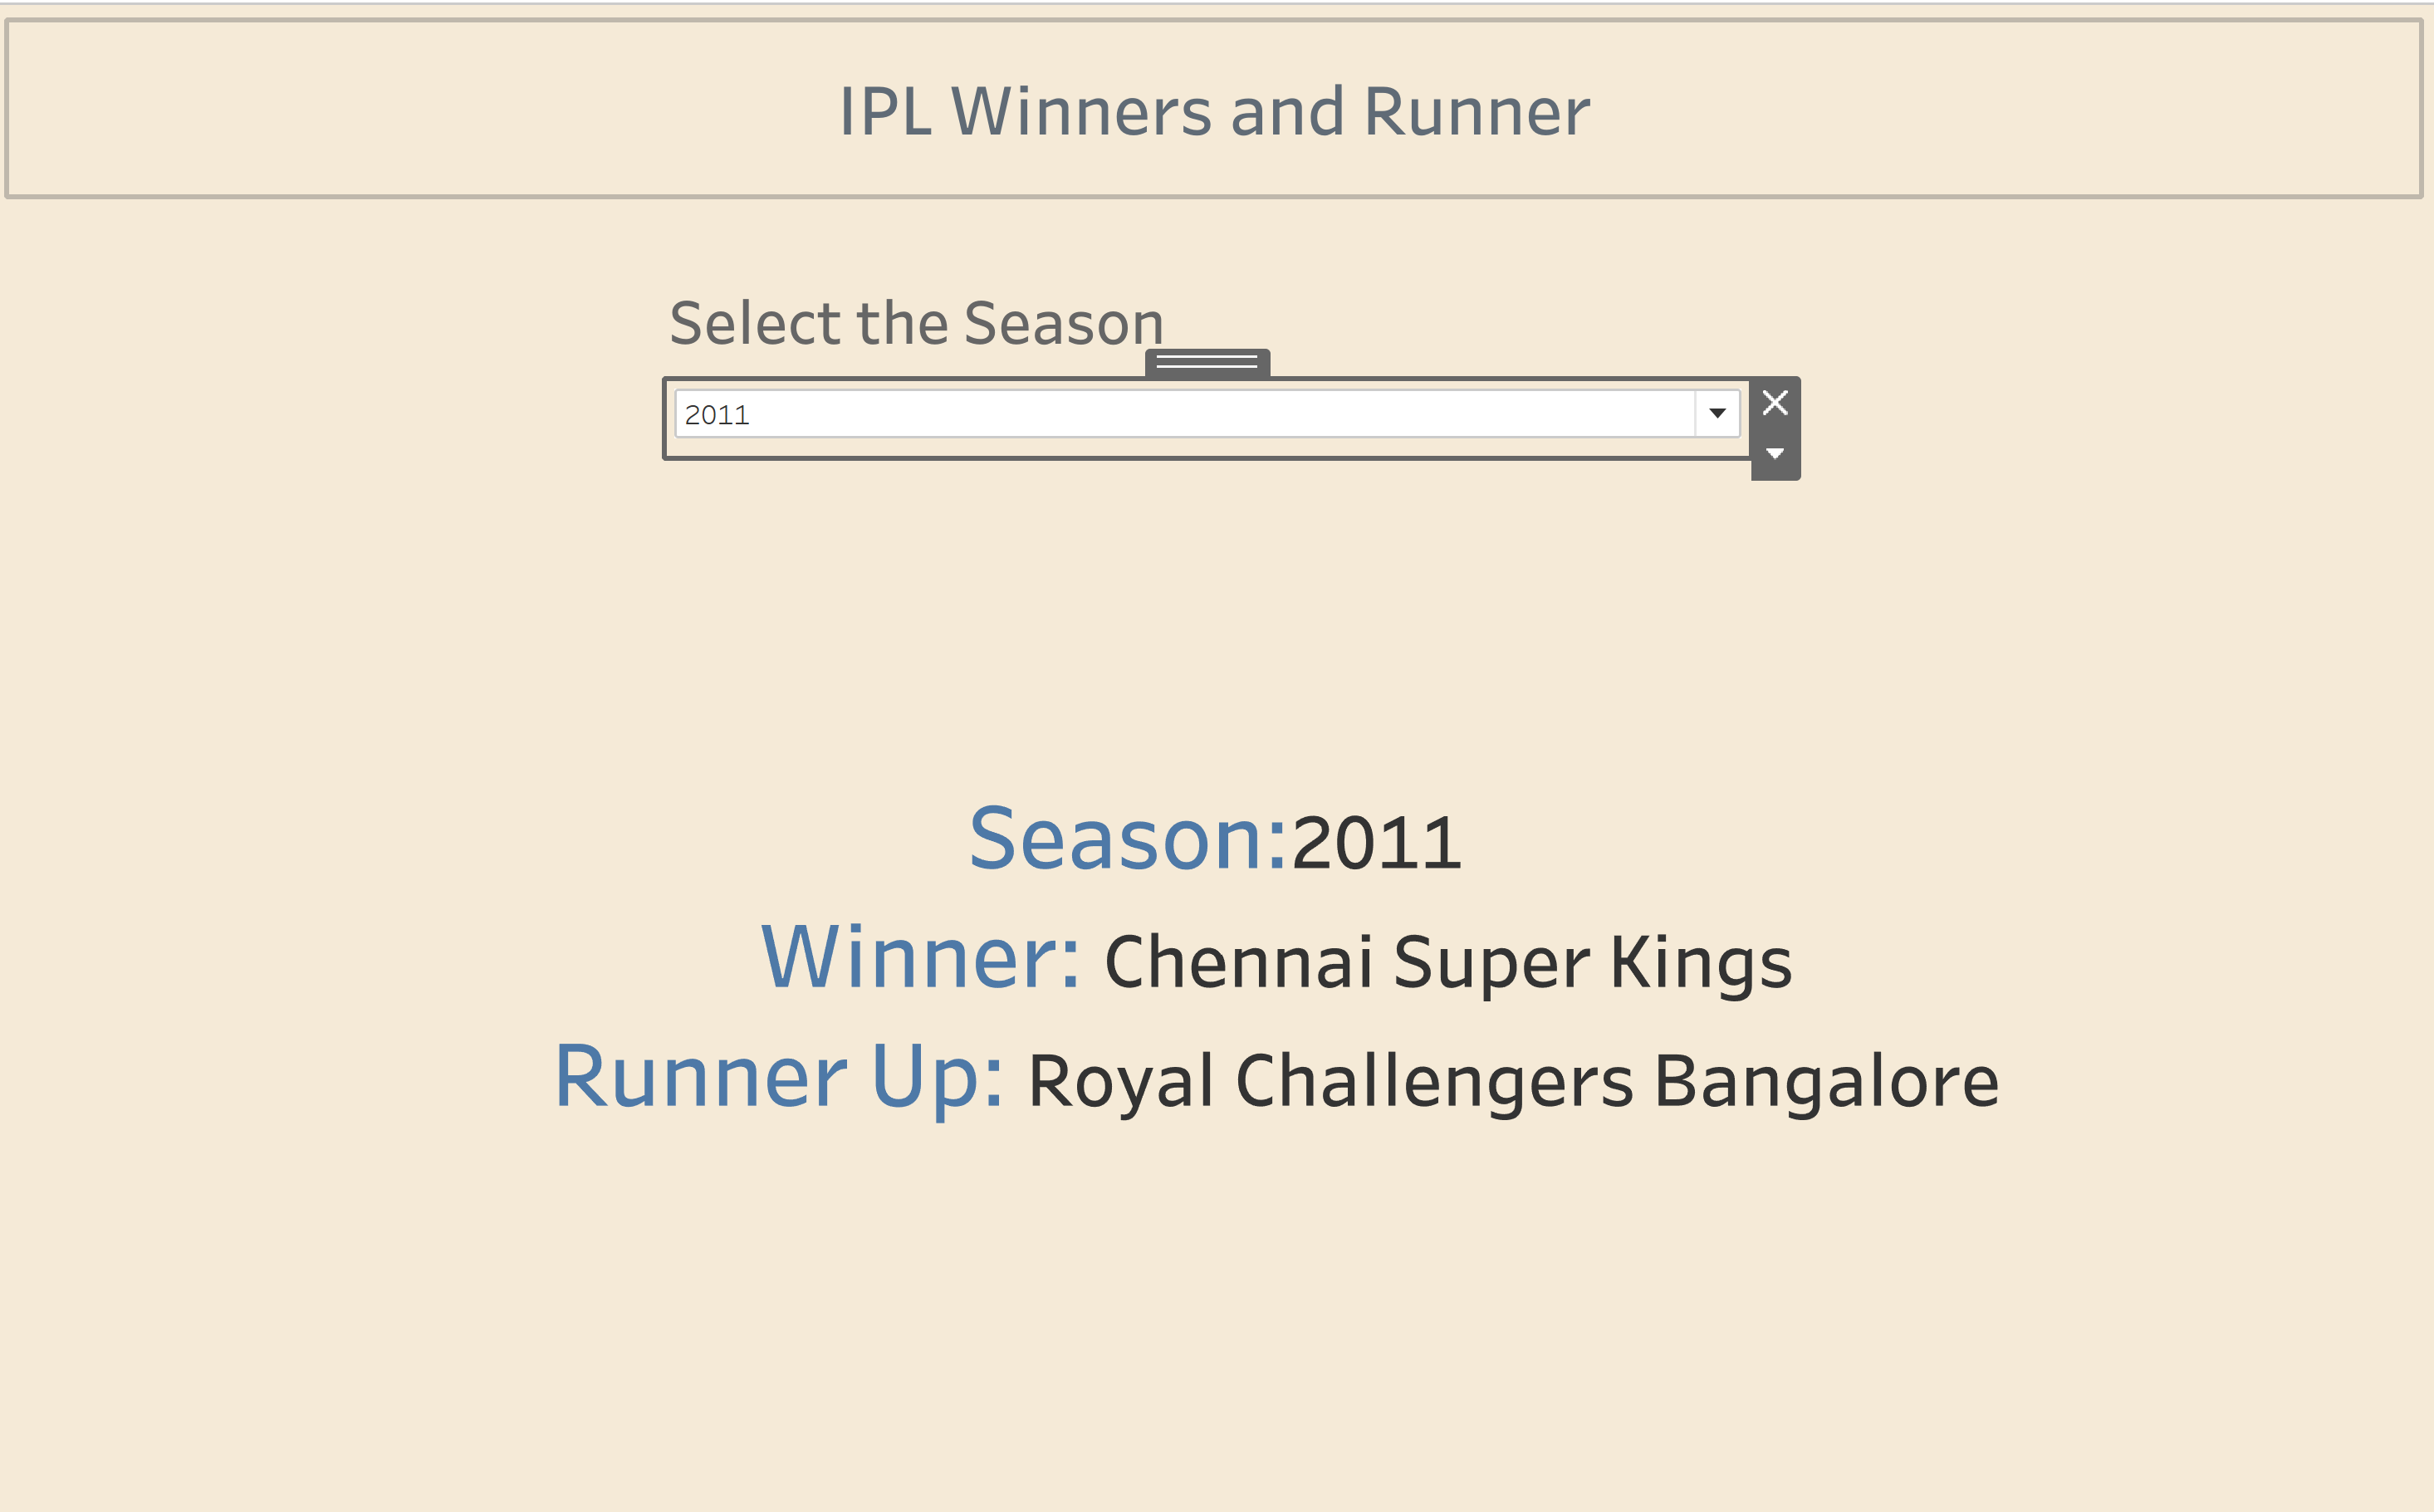 IPL Winners and Runner
Select the Season
2011
Season:2011
Winner: Chennai Super Kings
Runner Up: Royal Challengers Bangalore